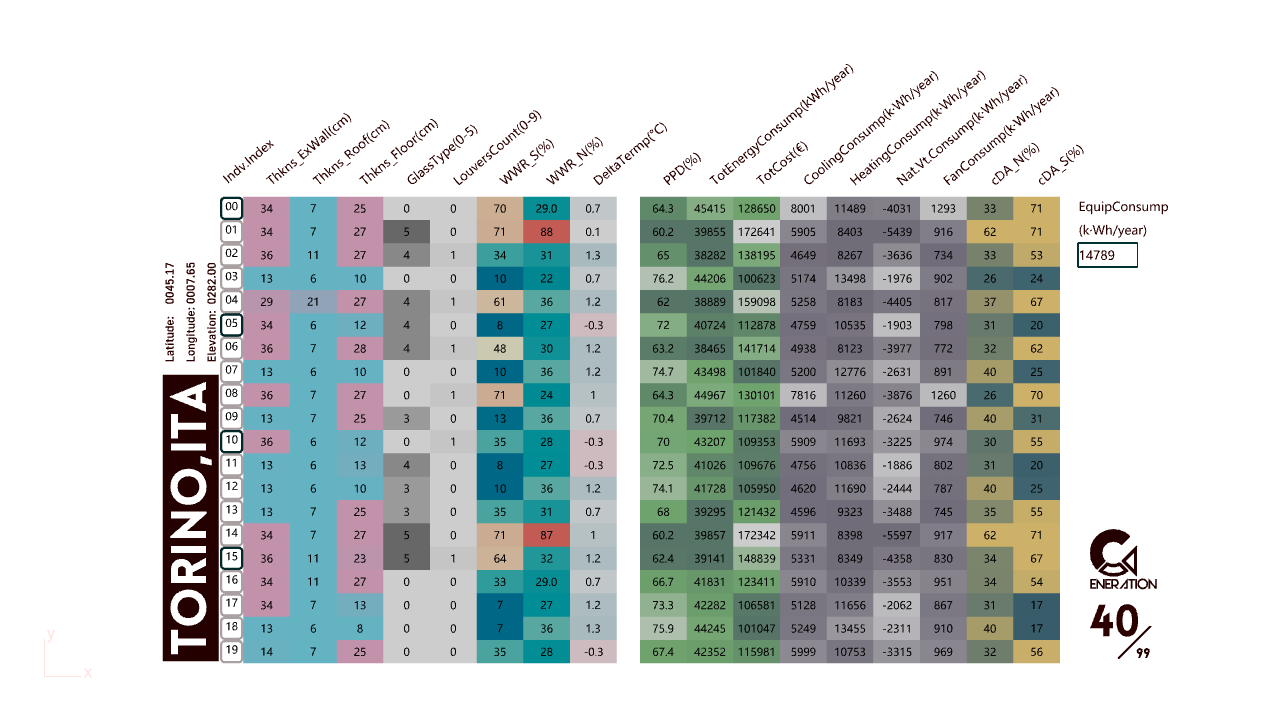 Indv.Index Thkns_ExWall(cm) Thkns_Roof(cm) Thkns_Floor(cm) GlassType(0-5) LouversCount(0-9) WWR_S(%) WWR_N(%) DeltaTermp(°C) PPD(%) TotEnergyConsump(kWh/year) TotCost(€) CoolingConsump(k·Wh/year) HeatingConsump(k·Wh/year) Nat.Vt.Consump(k·Wh/year) FanConsump(k·Wh/year) cDA_N(%) cDA_S(%)
00 34 7 25 0 0 70 29.0 0.7 64.3 45415 128650 8001 11489 -4031 1293 33 71
01 34 7 27 5 0 71 88 0.1 60.2 39855 172641 5905 8403 -5439 916 62 71
02 36 11 27 4 1 34 31 1.3 65 38282 138195 4649 8267 -3636 734 33 53
03 13 6 10 0 0 10 22 0.7 76.2 44206 100623 5174 13498 -1976 902 26 24
04 29 21 27 4 1 61 36 1.2 62 38889 159098 5258 8183 -4405 817 37 67
05 34 6 12 4 0 8 27 -0.3 72 40724 112878 4759 10535 -1903 798 31 20
06 36 7 28 4 1 48 30 1.2 63.2 38465 141714 4938 8123 -3977 772 32 62
07 13 6 10 0 0 10 36 1.2 74.7 43498 101840 5200 12776 -2631 891 40 25
08 36 7 27 0 1 71 24 1 64.3 44967 130101 7816 11260 -3876 1260 26 70
09 13 7 25 3 0 13 36 0.7 70.4 39712 117382 4514 9821 -2624 746 40 31
10 36 6 12 0 1 35 28 -0.3 70 43207 109353 5909 11693 -3225 974 30 55
11 13 6 13 4 0 8 27 -0.3 72.5 41026 109676 4756 10836 -1886 802 31 20
12 13 6 10 3 0 10 36 1.2 74.1 41728 105950 4620 11690 -2444 787 40 25
13 13 7 25 3 0 35 31 0.7 68 39295 121432 4596 9323 -3488 745 35 55
14 34 7 27 5 0 71 87 1 60.2 39857 172342 5911 8398 -5597 917 62 71
15 36 11 23 5 1 64 32 1.2 62.4 39141 148839 5331 8349 -4358 830 34 67
16 34 11 27 0 0 33 29.0 0.7 66.7 41831 123411 5910 10339 -3553 951 34 54
17 34 7 13 0 0 7 27 1.2 73.3 42282 106581 5128 11656 -2062 867 31 17
18 13 6 8 0 0 7 36 1.3 75.9 44245 101047 5249 13455 -2311 910 40 17
19 14 7 25 0 0 35 28 -0.3 67.4 42352 115981 5999 10753 -3315 969 32 56
Latitude: 0045.17
Longitude: 0007.65
Elevation: 0282.00
TORINO,ITA
EquipConsump
(k·Wh/year)
14789
ENERATION
40/99
y
x